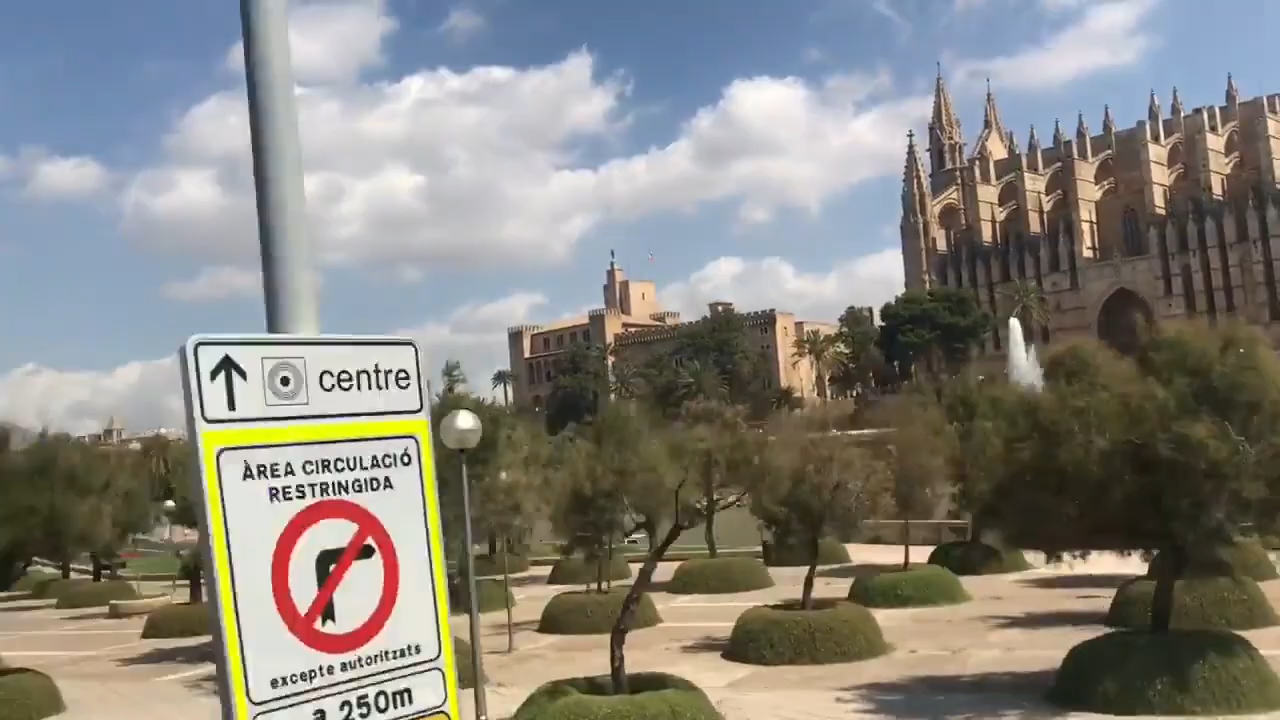 centre
ÀREA CIRCULACIÓ
RESTRINGIDA
excepte autoritzats
a 250m